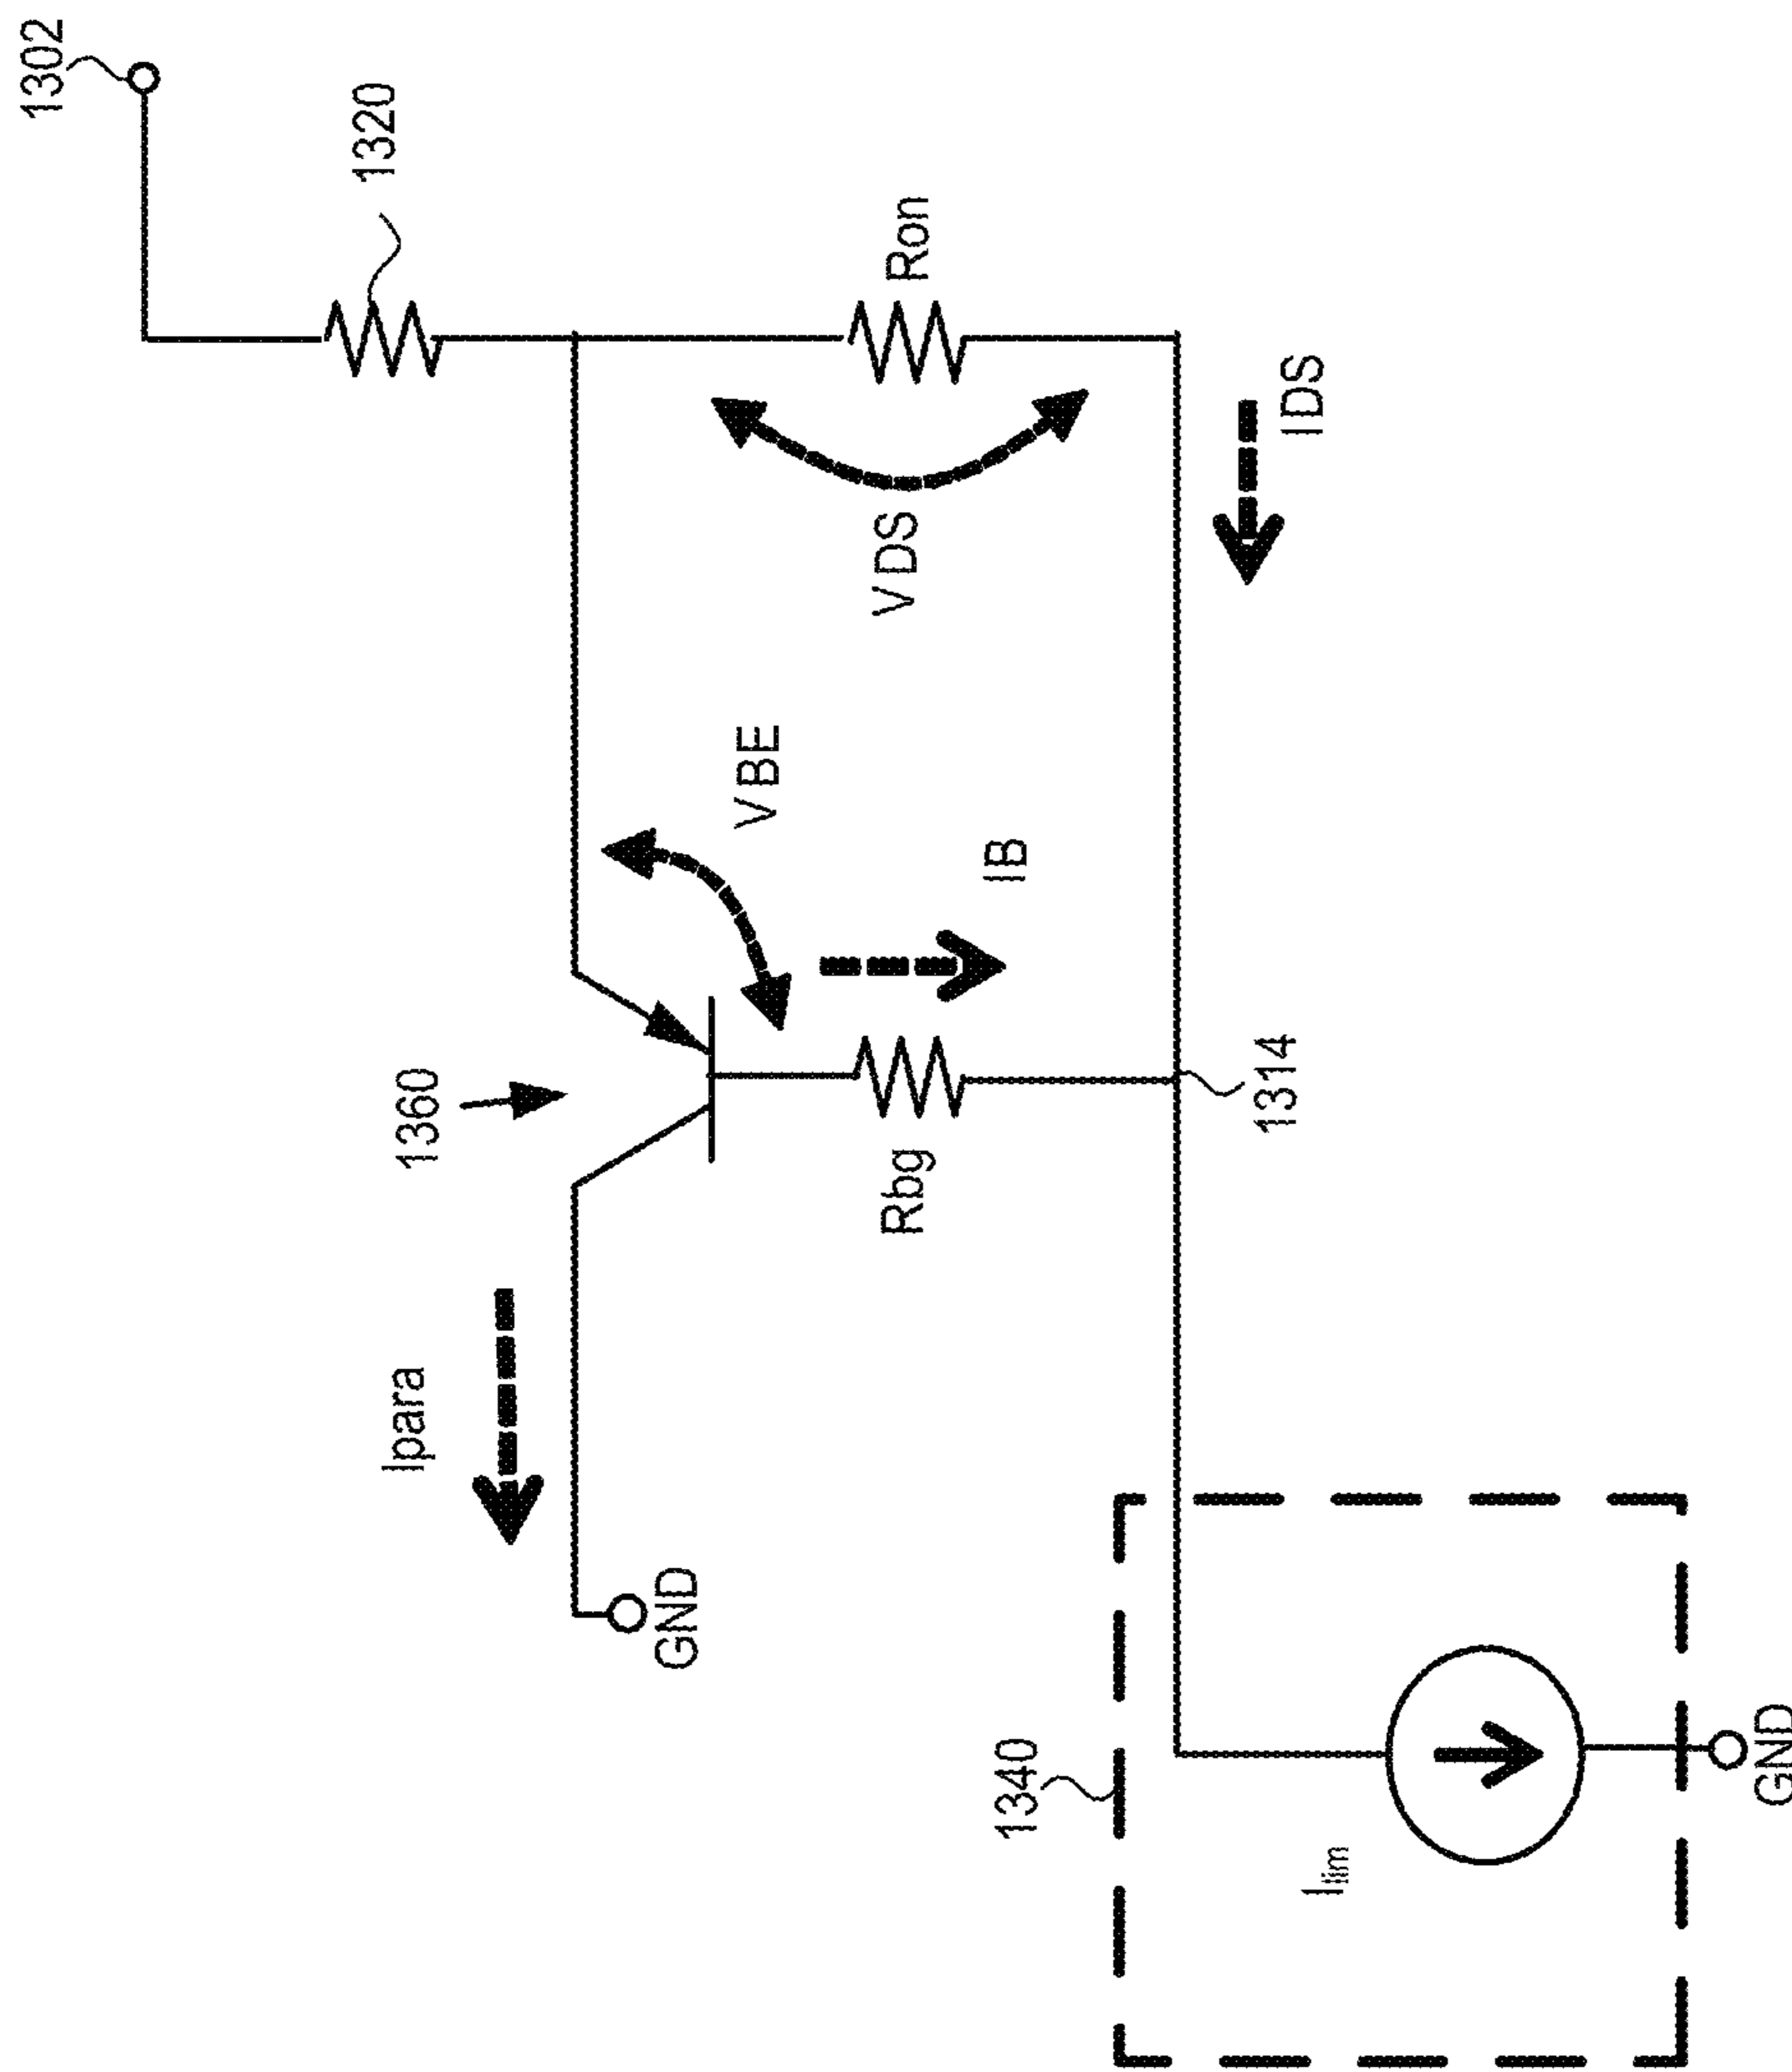 1302
1320
Ron
VDS
IDS
VBE
IB
1360
Rbg
1314
Ipara
GND
1340
Ilim
GND